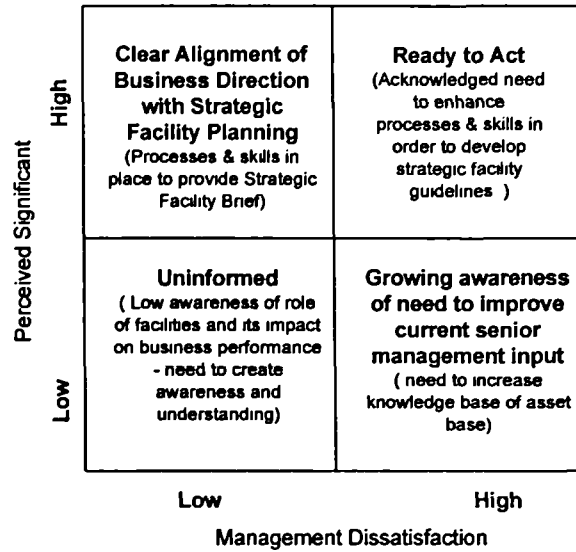 Perceived Significant
High
Clear Alignment of
Business Direction
with Strategic
Facility Planning
(Processes & skills in
place to provide Strategic
Facility Brief)
Ready to Act
(Acknowledged need
to enhance
processes & skills in
order to develop
strategic facility
guidelines )
Low
Uninformed
( Low awareness of role
of facilities and its impact
on business performance
- need to create
awareness and
understanding)
Growing awareness
of need to improve
current senior
management input
( need to increase
knowledge base of asset
base)
Low
High
Management Dissatisfaction